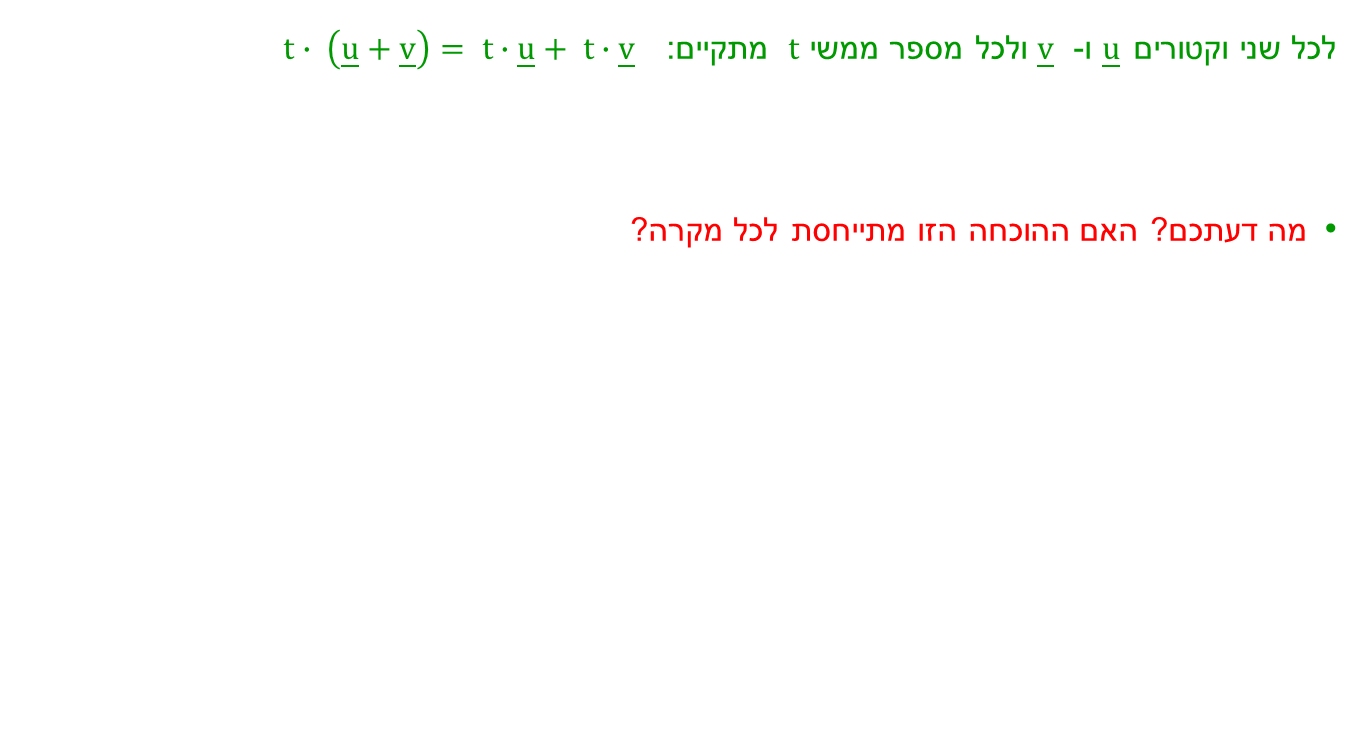 לכל שני וקטורים u ו- v ולכל מספר ממשי t מתקיים: t · (u + v) = t · u + t · v
• מה דעתכם? האם ההוכחה הזו מתייחסת לכל מקרה?